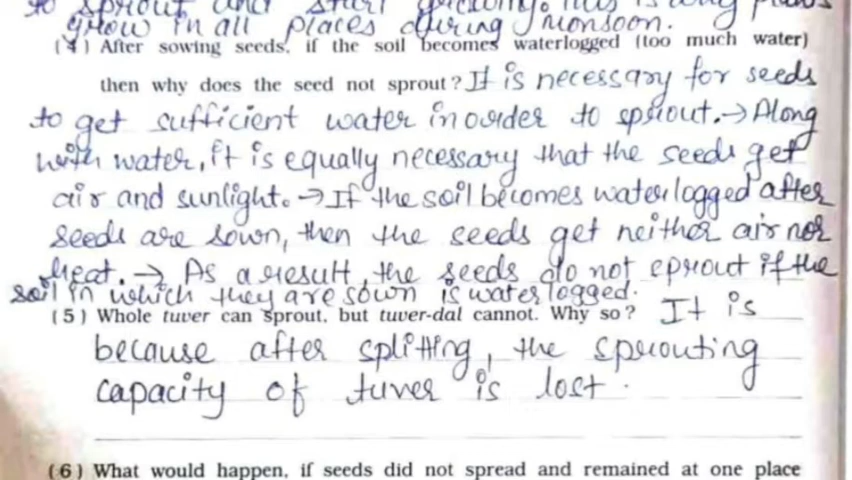 to sprout and start growing. Thus
grow in all places during monsoon.
(4) After sowing seeds, if the soil becomes waterlogged (too much water)
then why does the seed not sprout? It is necessary for seeds
to get sufficient water in order to sprout. → Along
with water, it is equally necessary that the seeds get
air and sunlight. → If the soil becomes waterlogged after
seeds are sown, then the seeds get neither air nor
heat. → As a result, the seeds do not eprout if the
soil in which they are sown is waterlogged.
(5) Whole tuver can sprout, but tuver-dal cannot. Why so? It is
because after splitting, the sprouting
capacity of tuver is lost.
(6) What would happen, if seeds did not spread and remained at one place